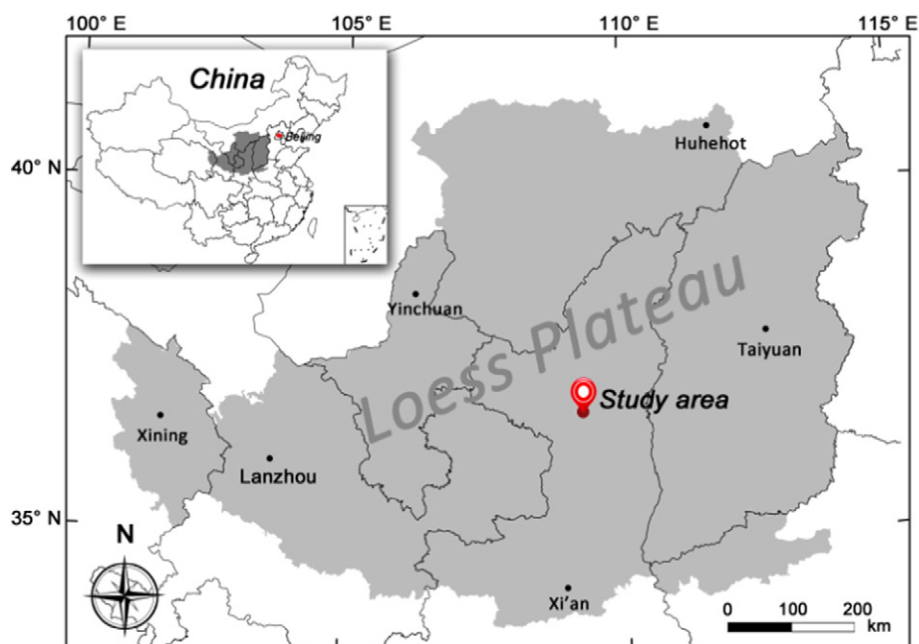 100° E
105° E
110° E
115° E
China
Beijing
Huhehot
40° N
Yinchuan
Loess Plateau
Taiyuan
Study area
Xining
Lanzhou
35° N
N
Xi'an
0 100 200
km